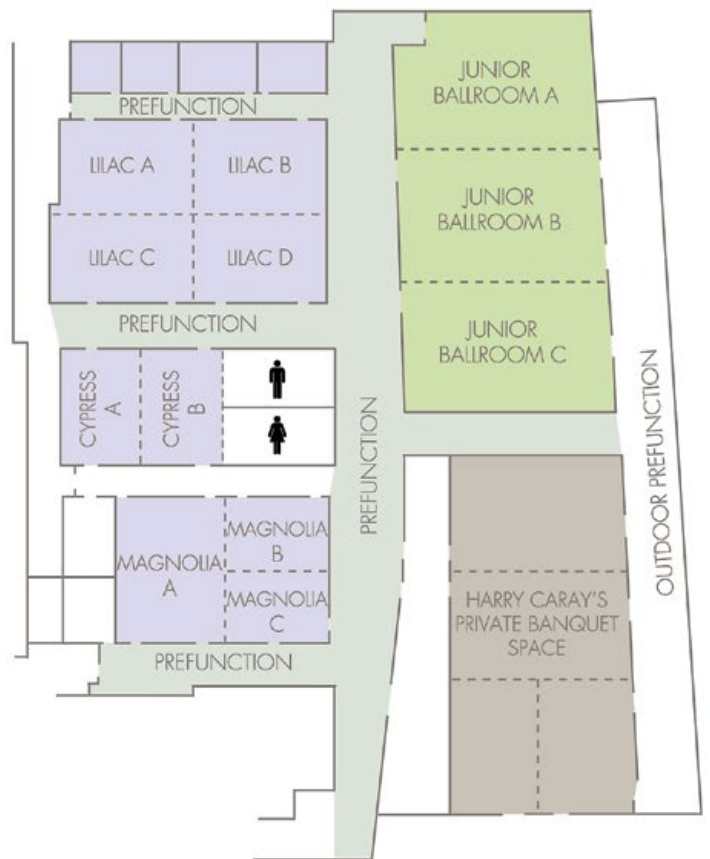 JUNIOR
BALLROOM A
PREFUNCTION
LILAC A
LILAC B
JUNIOR
BALLROOM B
LILAC C
LILAC D
PREFUNCTION
JUNIOR
BALLROOM C
CYPRESS
A
CYPRESS
B
PREFUNCTION
OUTDOOR PREFUNCTION
MAGNOLIA
A
MAGNOLIA
B
MAGNOLIA
C
HARRY CARAY'S
PRIVATE BANQUET
SPACE
PREFUNCTION